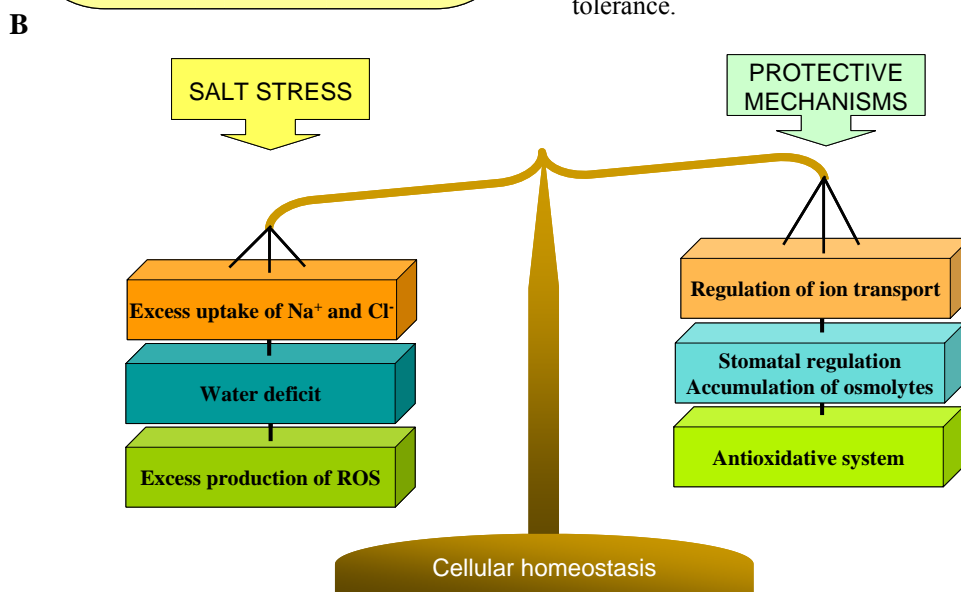 tolerance.
B
SALT STRESS
PROTECTIVE
MECHANISMS
Excess uptake of Na⁺ and Cl⁻
Water deficit
Excess production of ROS
Regulation of ion transport
Stomatal regulation
Accumulation of osmolytes
Antioxidative system
Cellular homeostasis